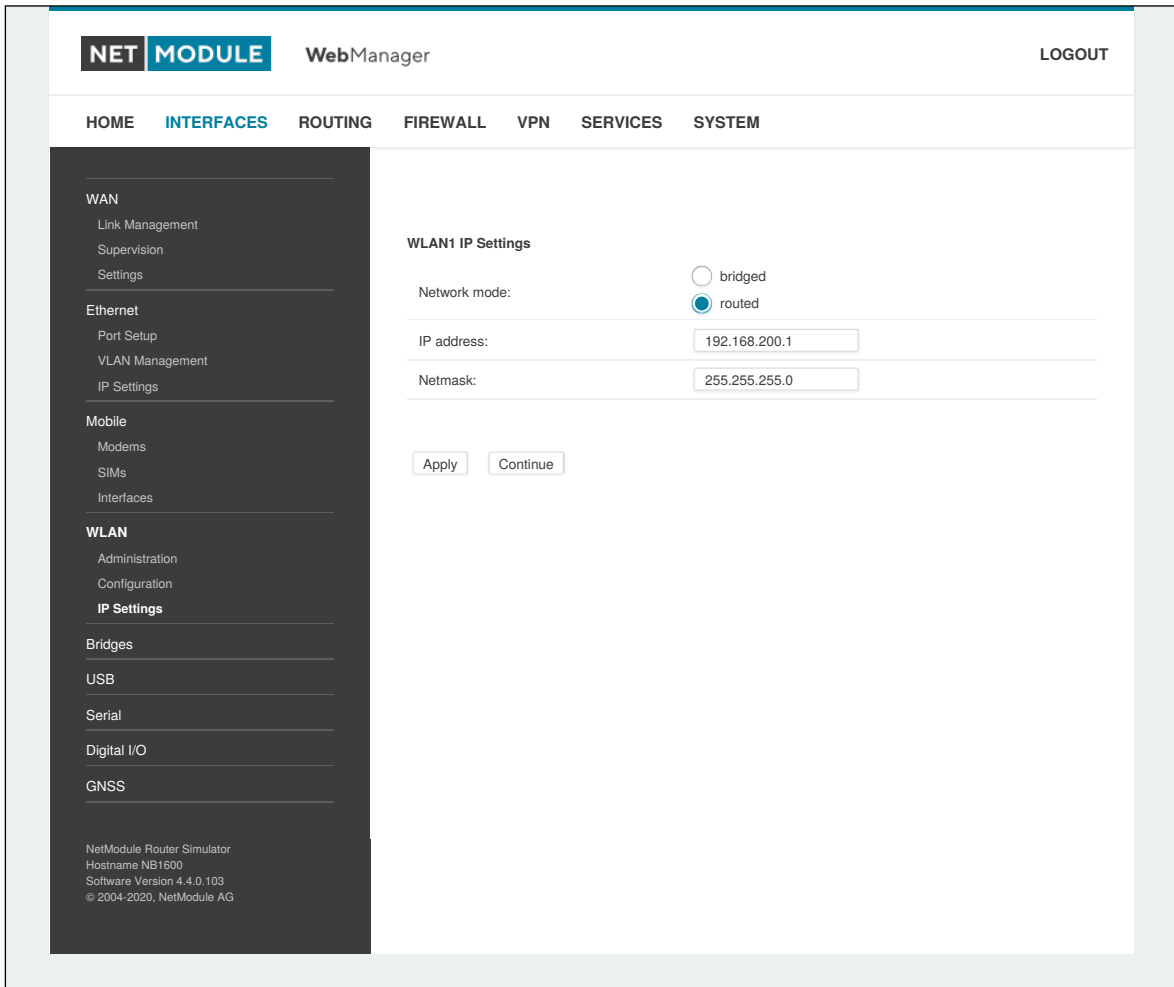 NET MODULE WebManager LOGOUT
HOME INTERFACES ROUTING FIREWALL VPN SERVICES SYSTEM
WAN
Link Management
Supervision
Settings
Ethernet
Port Setup
VLAN Management
IP Settings
Mobile
Modems
SIMs
Interfaces
WLAN
Administration
Configuration
IP Settings
Bridges
USB
Serial
Digital I/O
GNSS
NetModule Router Simulator
Hostname NB1600
Software Version 4.4.0.103
© 2004-2020, NetModule AG
WLAN1 IP Settings
Network mode:
bridged
routed
IP address: 192.168.200.1
Netmask: 255.255.255.0
Apply Continue